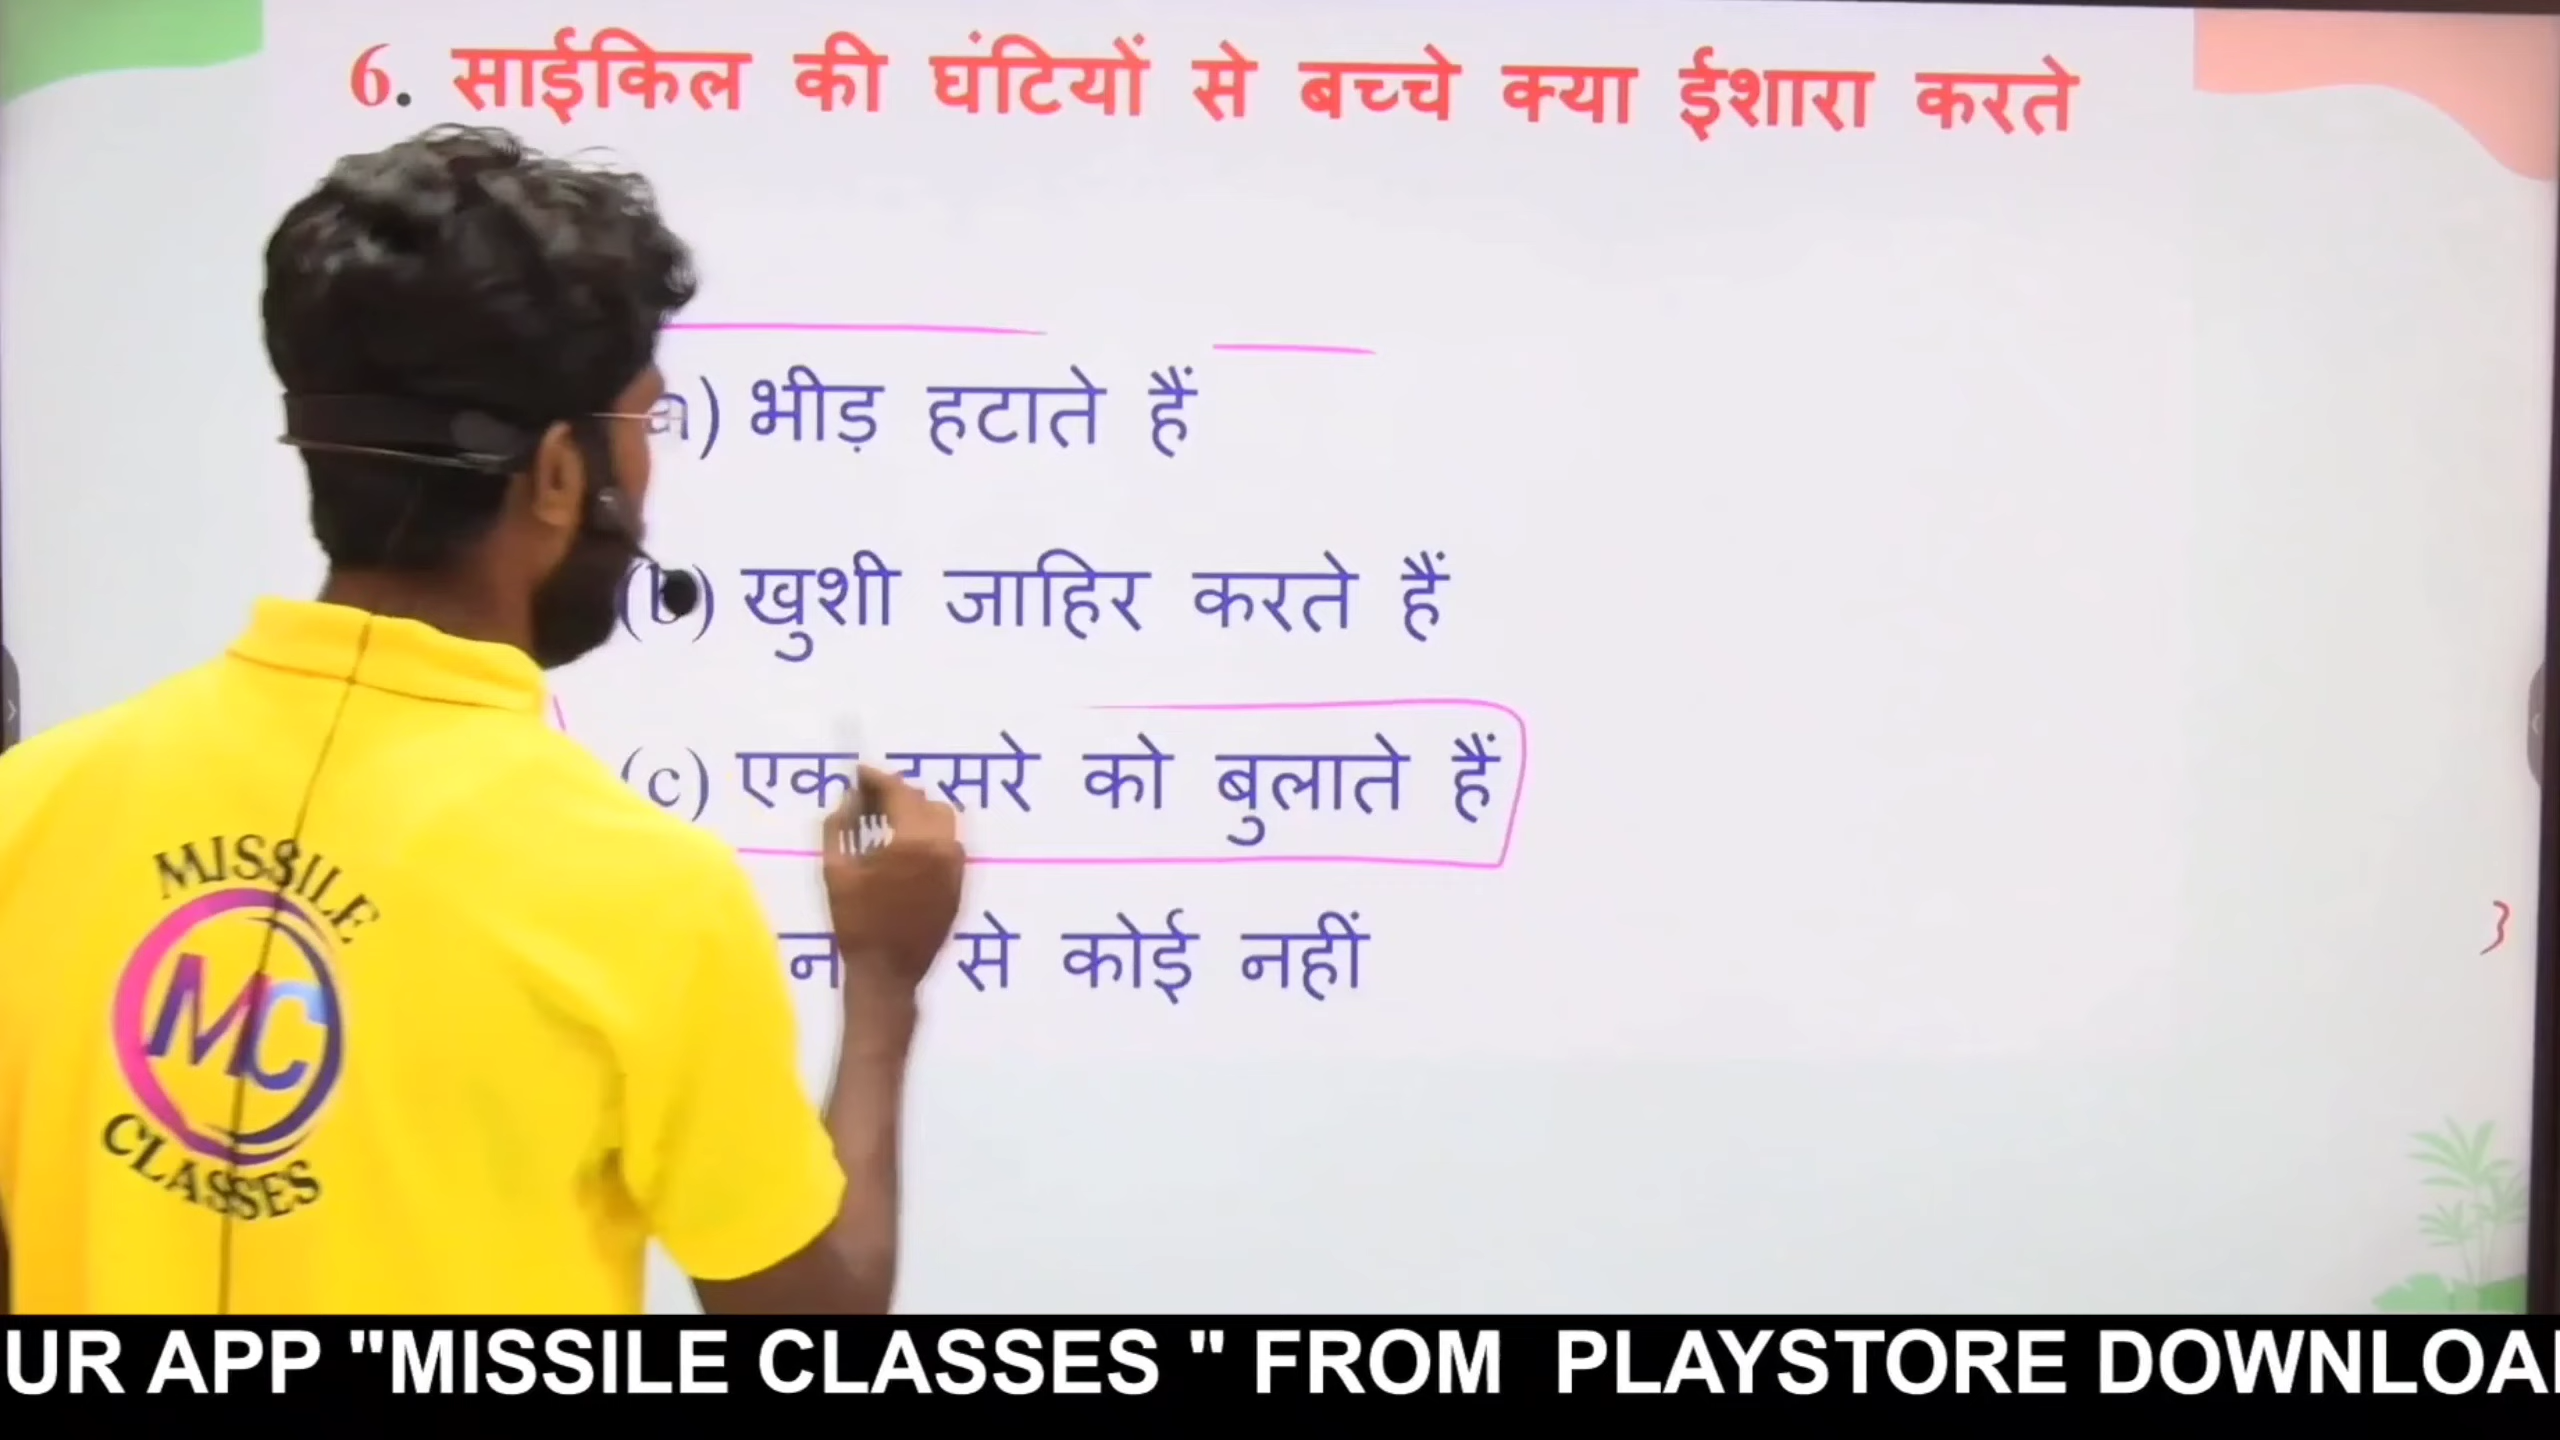 6. साईकिल की घंटियों से बच्चे क्या ईशारा करते
a) भीड़ हटाते हैं
(b) खुशी जाहिर करते हैं
(c) एक दूसरे को बुलाते हैं
से कोई नहीं
3
MISSILE
MC
CLASSES
UR APP "MISSILE CLASSES " FROM PLAYSTORE DOWNLOA